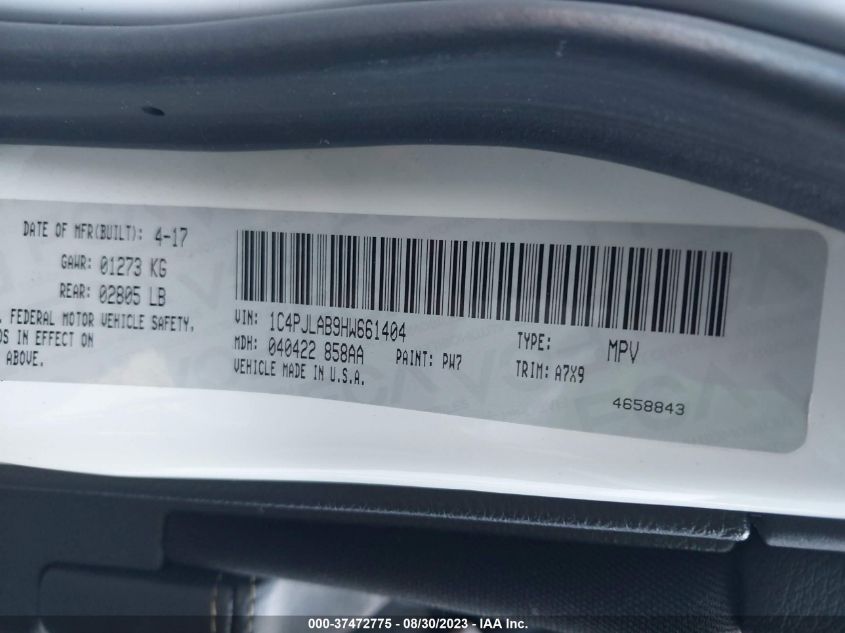 DATE OF MFR(BUILT): 4-17
GAWR: 01273 KG
REAR: 02805 LB
FEDERAL MOTOR VEHICLE SAFETY,
IN EFFECT ON
ABOVE.
VIN: 1C4PJLAB9HW661404
MDH: 040422 858AA PAINT: PW7
VEHICLE MADE IN U.S.A.
TYPE: MPV
TRIM: A7X9
4658843
000-37472775 - 08/30/2023 - IAA Inc.